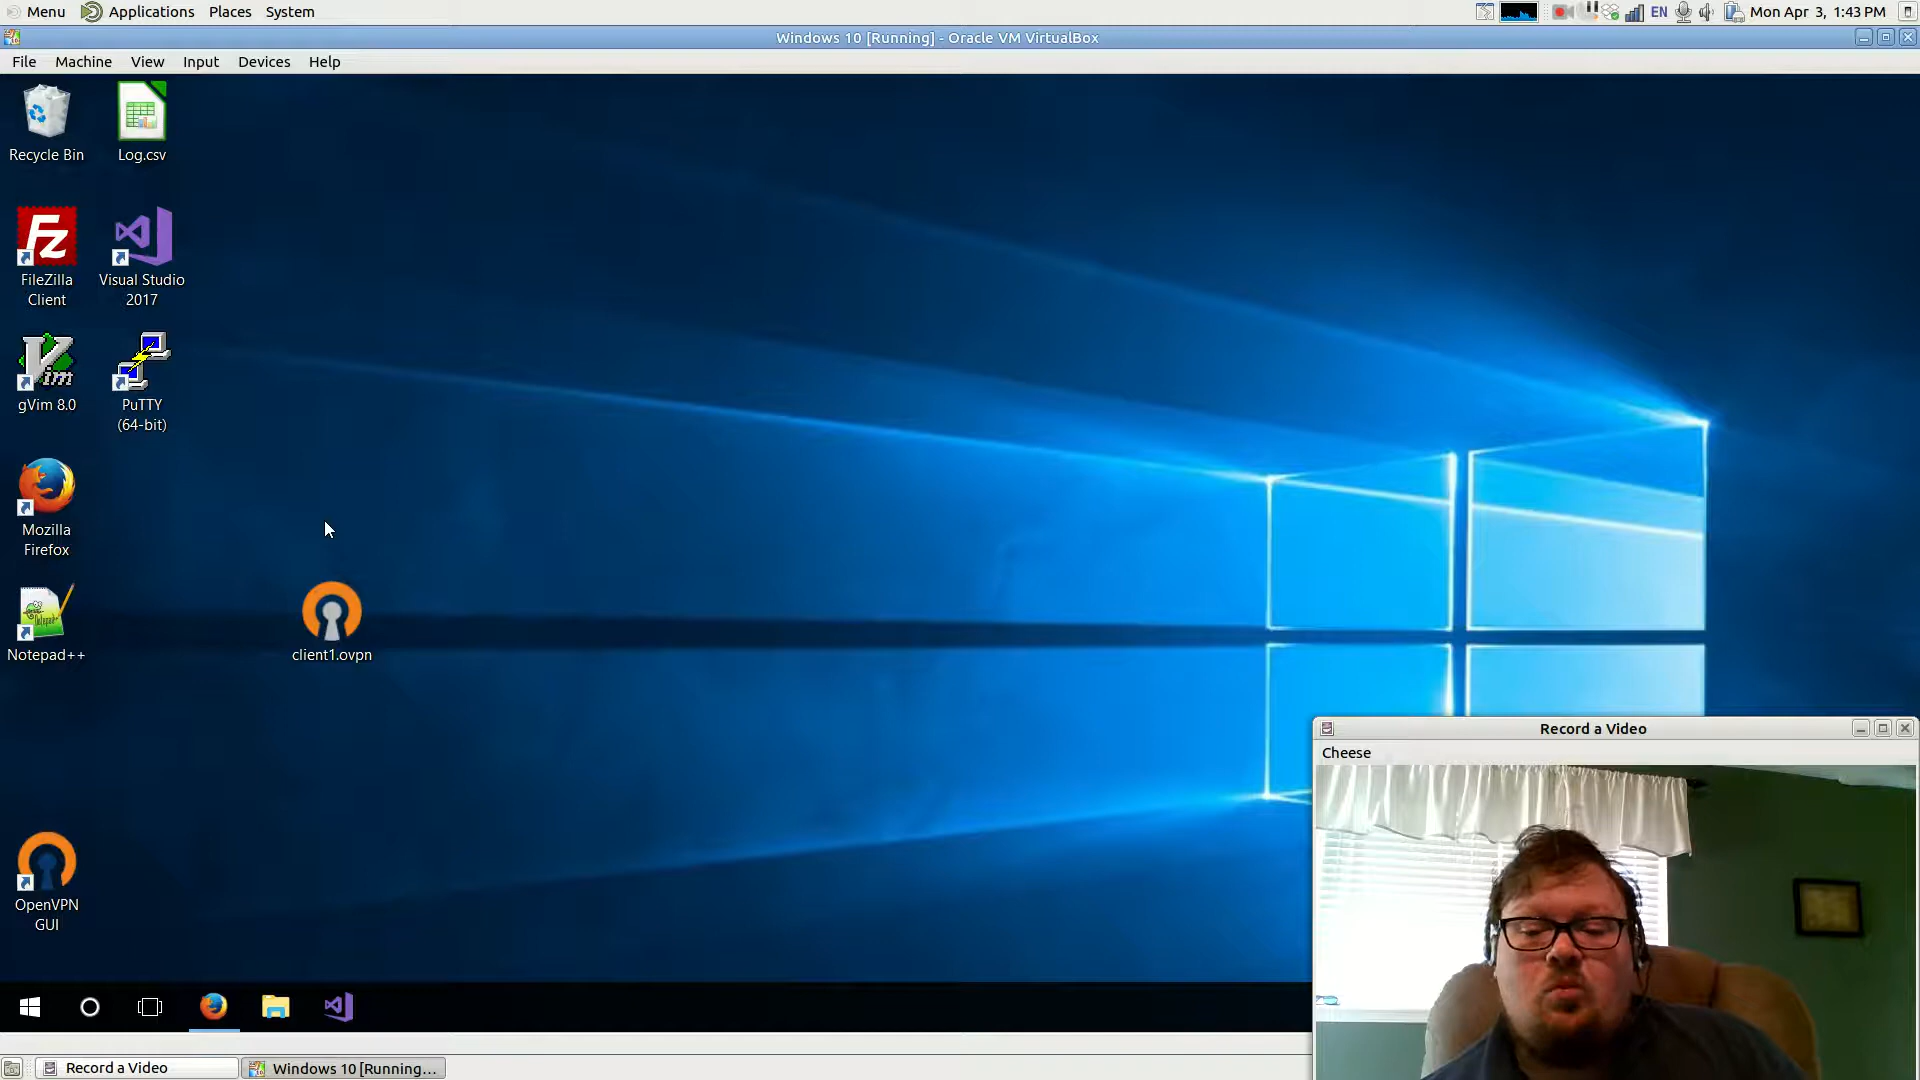 Menu Applications Places System EN Mon Apr 3, 1:43 PM
Windows 10 [Running] - Oracle VM VirtualBox
File Machine View Input Devices Help
Recycle Bin
Log.csv
FileZilla
Client
Visual Studio
2017
gVim 8.0
PuTTY
(64-bit)
Mozilla
Firefox
Notepad++
client1.ovpn
OpenVPN
GUI
Record a Video
Cheese
Record a Video
Windows 10 [Running...